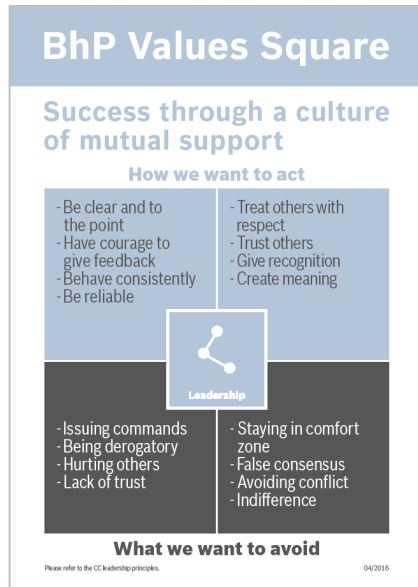 BhP Values Square
Success through a culture
of mutual support
How we want to act
- Be clear and to
the point
- Have courage to
give feedback
- Behave consistently
- Be reliable
- Treat others with
respect
- Trust others
- Give recognition
- Create meaning
Leadership
- Issuing commands
- Being derogatory
- Hurting others
- Lack of trust
- Staying in comfort
zone
- False consensus
- Avoiding conflict
- Indifference
What we want to avoid
Please refer to the CC leadership principles.
04/2016